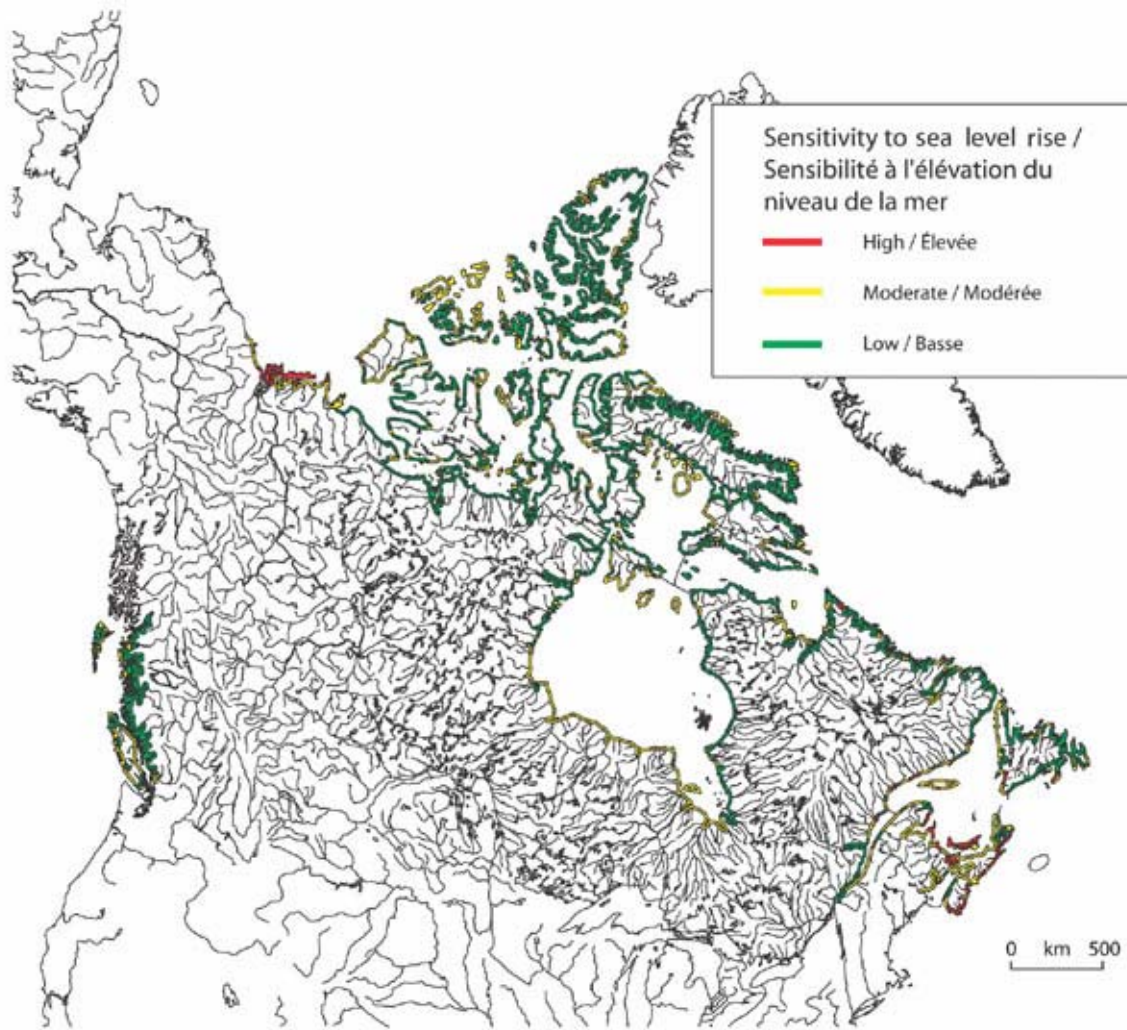 Sensitivity to sea level rise /
Sensibilité à l'élévation du
niveau de la mer
High / Élevée
Moderate / Modérée
Low / Basse
0 km 500